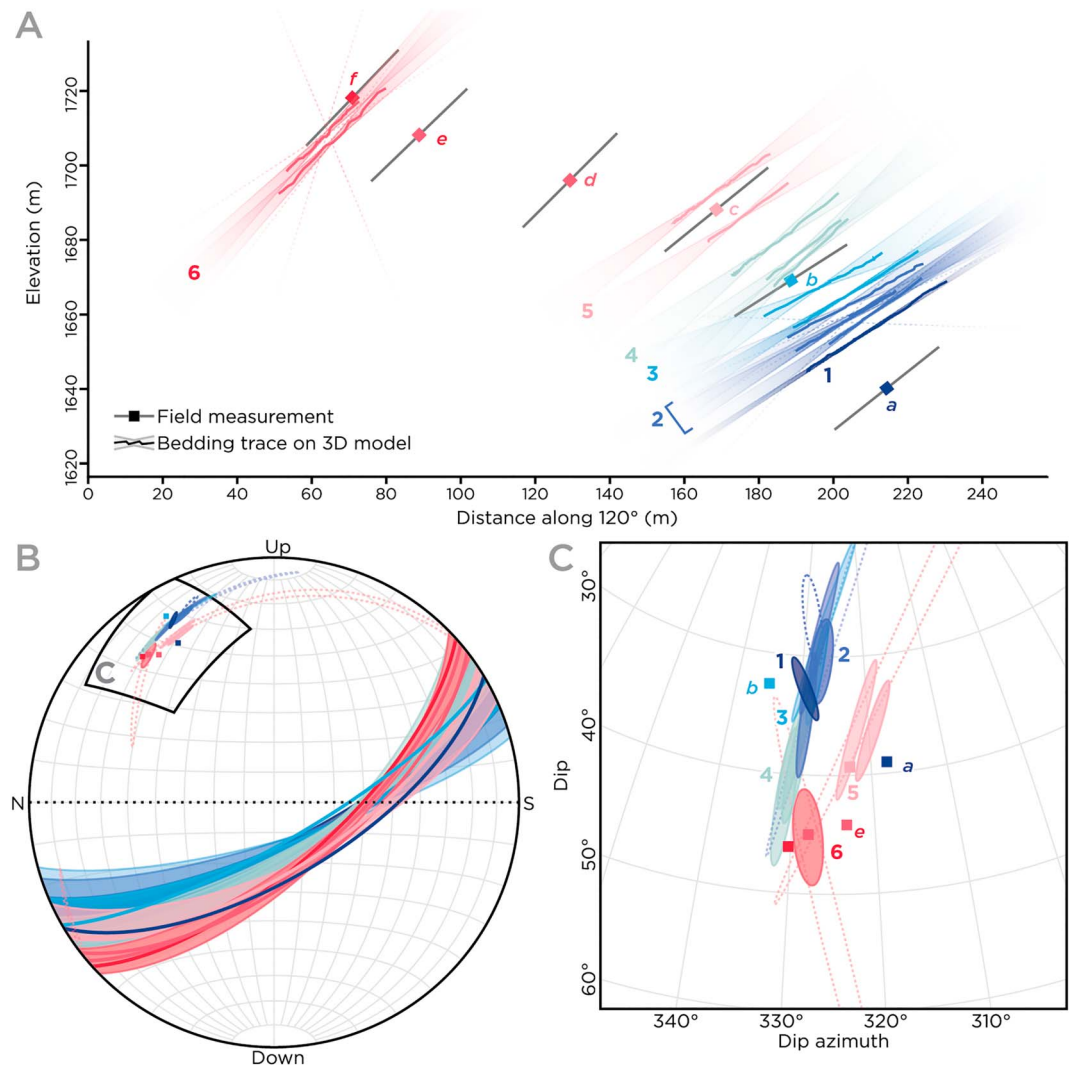 A
Elevation (m)
1720
1700
1680
1660
1640
1620
f
e
d
c
b
a
6
5
4
3
2
1
Field measurement
Bedding trace on 3D model
0 20 40 60 80 100 120 140 160 180 200 220 240
Distance along 120° (m)
B
Up
N
S
C
Down
C
Dip
30°
40°
50°
60°
1
2
b
3
a
4
5
e
6
340° 330° 320° 310°
Dip azimuth